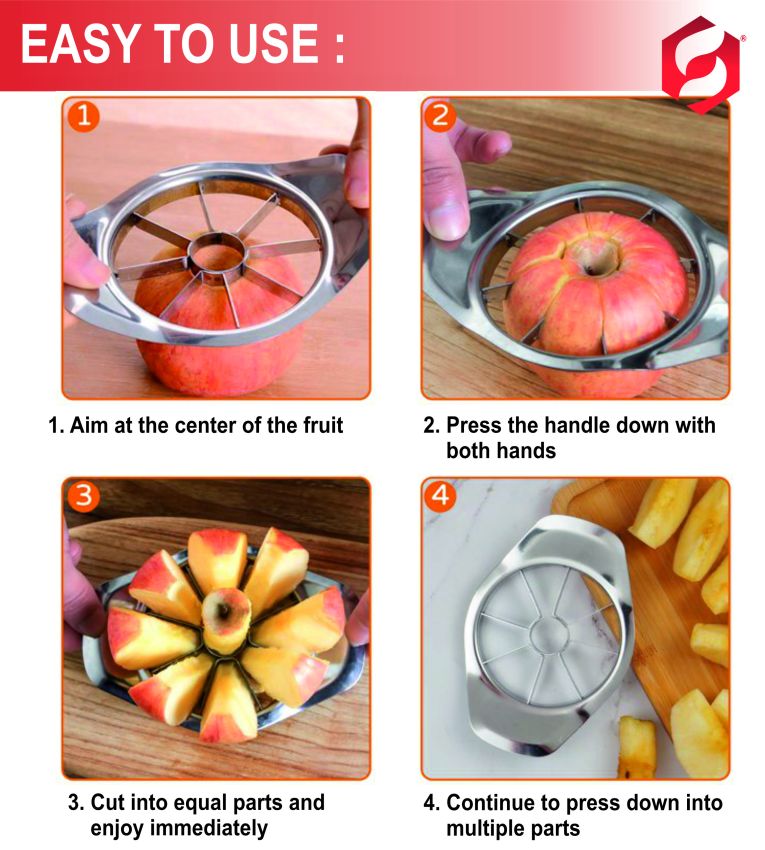 EASY TO USE :
®
1
2
1. Aim at the center of the fruit
2. Press the handle down with
both hands
3
4
3. Cut into equal parts and
enjoy immediately
4. Continue to press down into
multiple parts